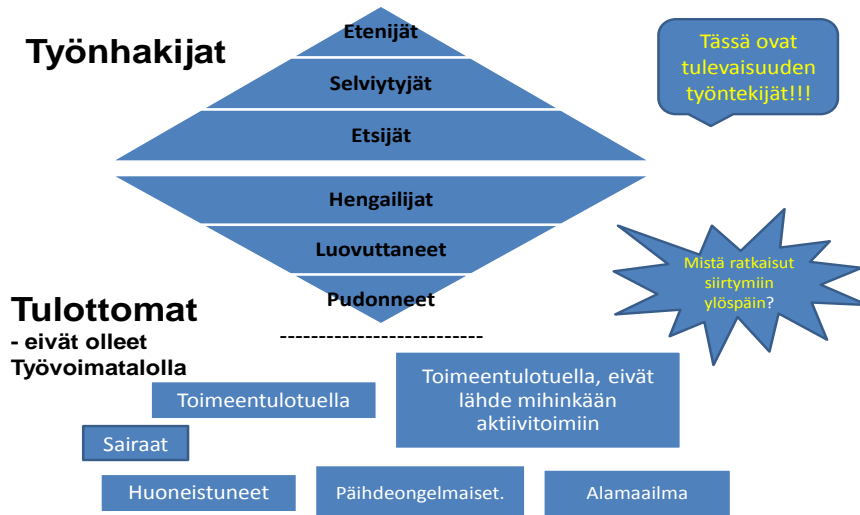 Työnhakijat
Etenijät
Selviytyjät
Etsijät
Tässä ovat
tulevaisuuden
työntekijät!!!
Hengailijat
Luovuttaneet
Pudonneet
Mistä ratkaisut
siirtymiin
ylöspäin?
Tulottomat
- eivät olleet
Työvoimatalolla
--------------------------
Toimeentulotuella
Toimeentulotuella, eivät
lähde mihinkään
aktiivitoimiin
Sairaat
Huoneistuneet
Päihdeongelmaiset.
Alamaailma